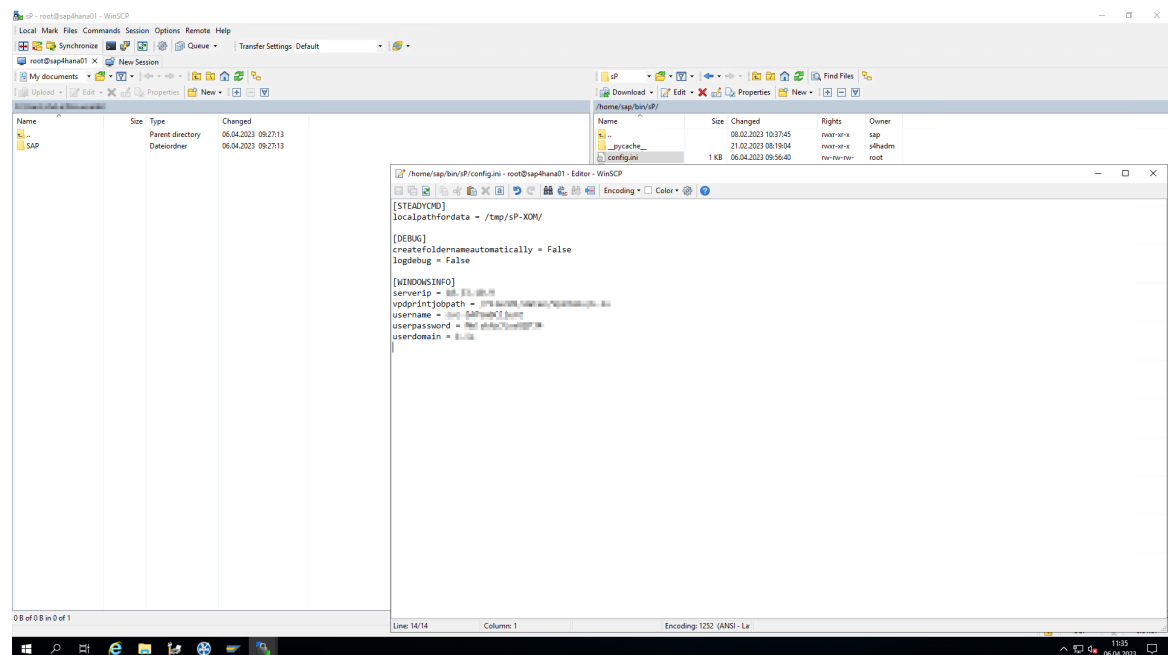 sP - root@sap4hana01 - WinSCP
Local Mark Files Commands Session Options Remote Help
Synchronize Queue Transfer Settings Default
root@sap4hana01 New Session
My documents
Upload Edit Properties New
Name Size Type Changed
.. Parent directory 06.04.2023 09:27:13
SAP Dateiordner 06.04.2023 09:27:13
sP Find Files
Download Edit Properties New
/home/sap/bin/sP/
Name Size Changed Rights Owner
.. 08.02.2023 10:37:45 rwxr-xr-x sap
__pycache__ 21.02.2023 08:19:04 rwxr-xr-x s4hadm
config.ini 1 KB 06.04.2023 09:56:40 rw-rw-rw- root
/home/sap/bin/sP/config.ini - root@sap4hana01 - Editor - WinSCP
Encoding Color
[STEADYCMD]
localpathfordata = /tmp/sP-XOM/
[DEBUG]
createfoldernameautomatically = False
logdebug = False
[WINDOWSINFO]
serverip =
vpdprintjobpath =
username =
userpassword =
userdomain =
Line: 14/14 Column: 1 Encoding: 1252 (ANSI - La
0 B of 0 B in 0 of 1
11:35
06.04.2023